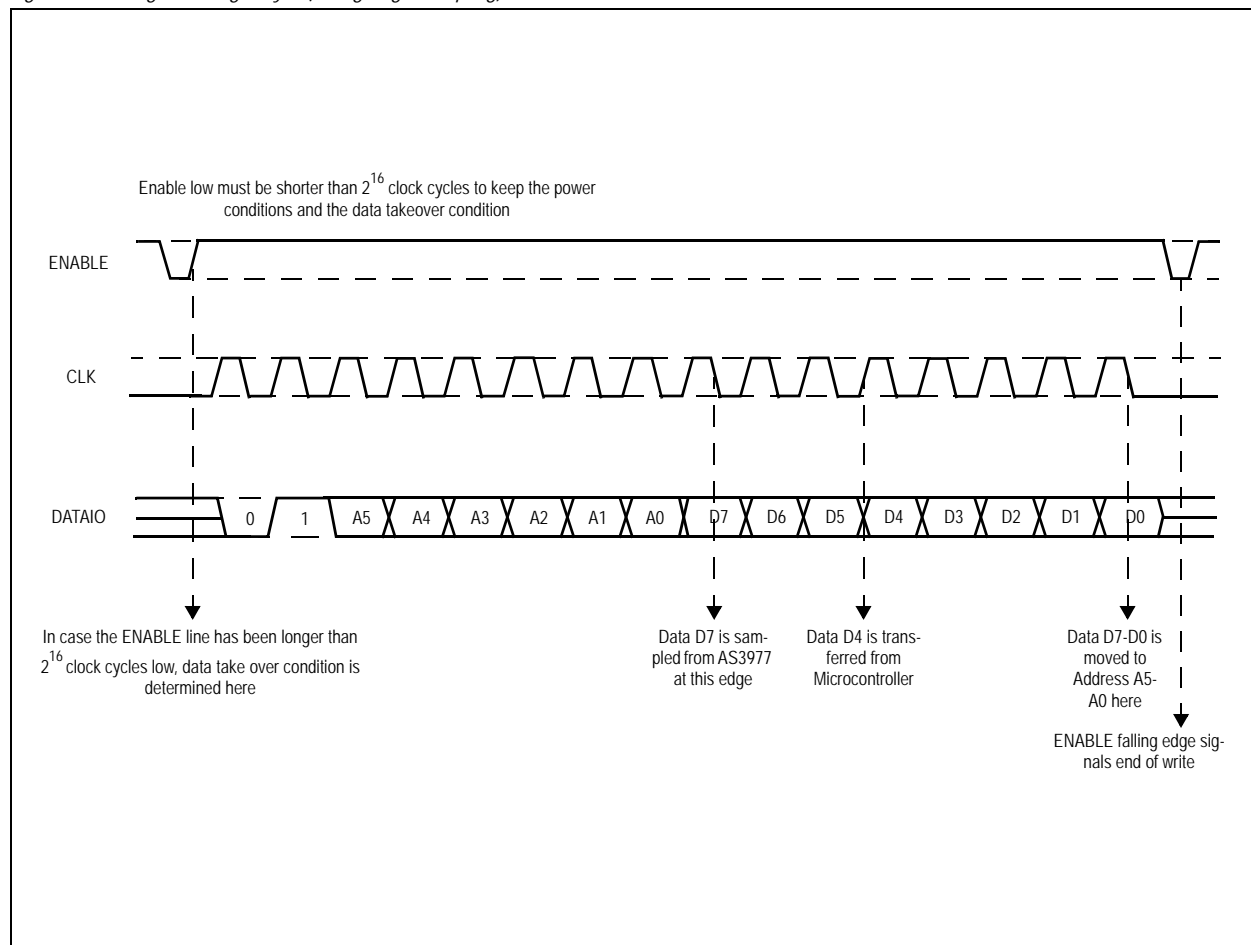 Enable low must be shorter than 2^16 clock cycles to keep the power
conditions and the data takeover condition
ENABLE
CLK
DATAIO
0 1 A5 A4 A3 A2 A1 A0 D7 D6 D5 D4 D3 D2 D1 D0
In case the ENABLE line has been longer than
2^16 clock cycles low, data take over condition is
determined here
Data D7 is sam-
pled from AS3977
at this edge
Data D4 is trans-
ferred from
Microcontroller
Data D7-D0 is
moved to
Address A5-
A0 here
ENABLE falling edge sig-
nals end of write